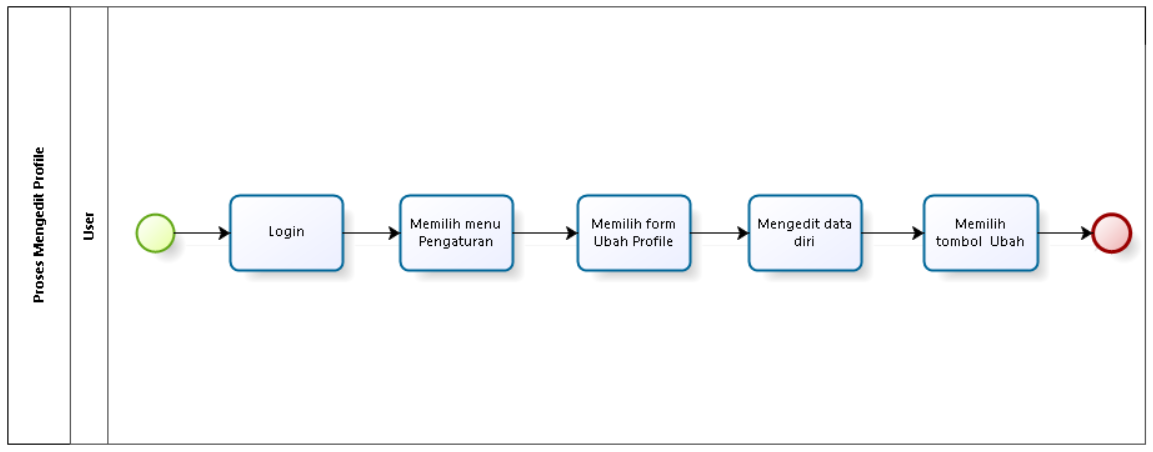 Proses Mengedit Profile
User
Login
Memilih menu
Pengaturan
Memilih form
Ubah Profile
Mengedit data
diri
Memilih
tombol Ubah